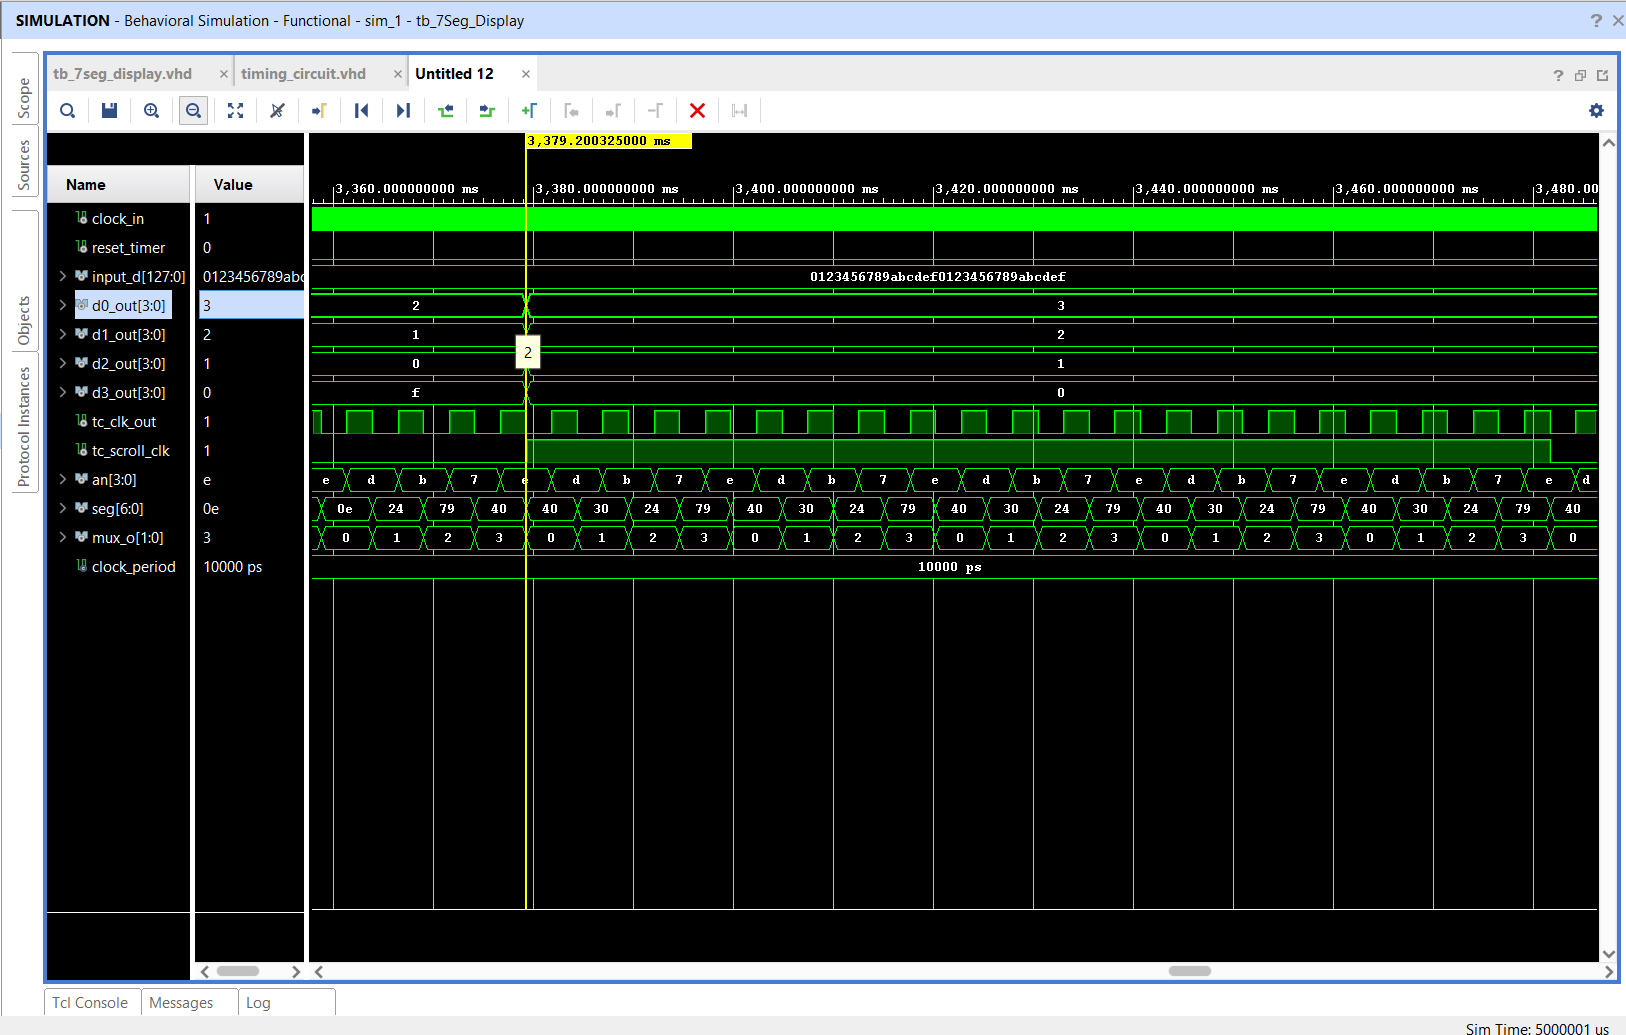 SIMULATION - Behavioral Simulation - Functional - sim_1 - tb_7Seg_Display
Scope
Sources
Objects
Protocol Instances
tb_7seg_display.vhd
timing_circuit.vhd
Untitled 12
3,379.200325000 ms
3,360.000000000 ms 3,380.000000000 ms 3,400.000000000 ms 3,420.000000000 ms 3,440.000000000 ms 3,460.000000000 ms 3,480.00
Name Value
clock_in 1
reset_timer 0
input_d[127:0] 0123456789abc 0123456789abcdef0123456789abcdef
d0_out[3:0] 3 2 3
d1_out[3:0] 2 1 2
2
d2_out[3:0] 1 0 1
d3_out[3:0] 0 f 0
tc_clk_out 1
tc_scroll_clk 1
an[3:0] e e d b 7 e d b 7 e d b 7 e d b 7 e d b 7 e d b 7 e d
seg[6:0] 0e 0e 24 79 40 40 30 24 79 40 30 24 79 40 30 24 79 40 30 24 79 40 30 24 79 40
mux_o[1:0] 3 0 1 2 3 0 1 2 3 0 1 2 3 0 1 2 3 0 1 2 3 0 1 2 3 0
clock_period 10000 ps 10000 ps
Tcl Console
Messages
Log
Sim Time: 5000001 us